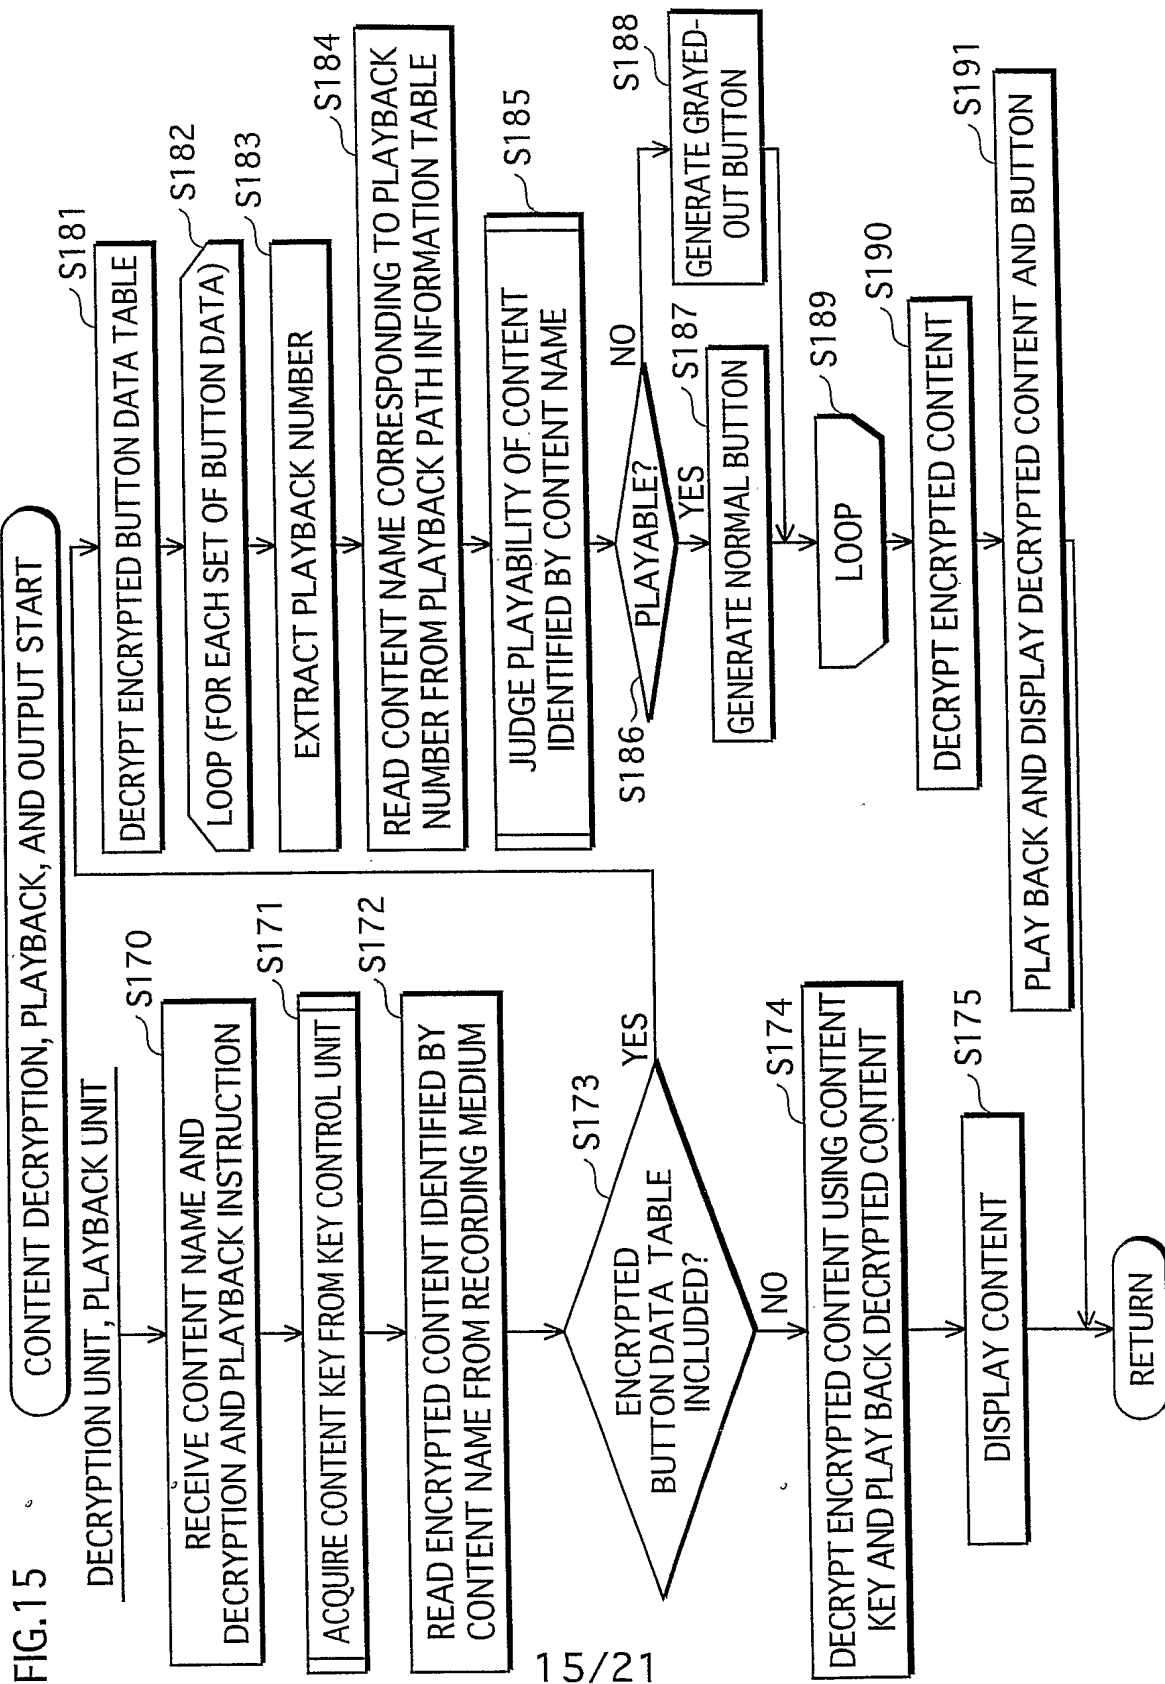 FIG.15
CONTENT DECRYPTION, PLAYBACK, AND OUTPUT START
DECRYPTION UNIT, PLAYBACK UNIT
S170
RECEIVE CONTENT NAME AND
DECRYPTION AND PLAYBACK INSTRUCTION
S171
ACQUIRE CONTENT KEY FROM KEY CONTROL UNIT
S172
READ ENCRYPTED CONTENT IDENTIFIED BY
CONTENT NAME FROM RECORDING MEDIUM
S173
ENCRYPTED
BUTTON DATA TABLE
INCLUDED?
YES
NO
S174
DECRYPT ENCRYPTED CONTENT USING CONTENT
KEY AND PLAY BACK DECRYPTED CONTENT
S175
DISPLAY CONTENT
RETURN
S181
DECRYPT ENCRYPTED BUTTON DATA TABLE
S182
LOOP (FOR EACH SET OF BUTTON DATA)
S183
EXTRACT PLAYBACK NUMBER
S184
READ CONTENT NAME CORRESPONDING TO PLAYBACK
NUMBER FROM PLAYBACK PATH INFORMATION TABLE
S185
JUDGE PLAYABILITY OF CONTENT
IDENTIFIED BY CONTENT NAME
S186
PLAYABLE?
NO
YES
S187
GENERATE NORMAL BUTTON
S188
GENERATE GRAYED-
OUT BUTTON
S189
LOOP
S190
DECRYPT ENCRYPTED CONTENT
S191
PLAY BACK AND DISPLAY DECRYPTED CONTENT AND BUTTON
15/21